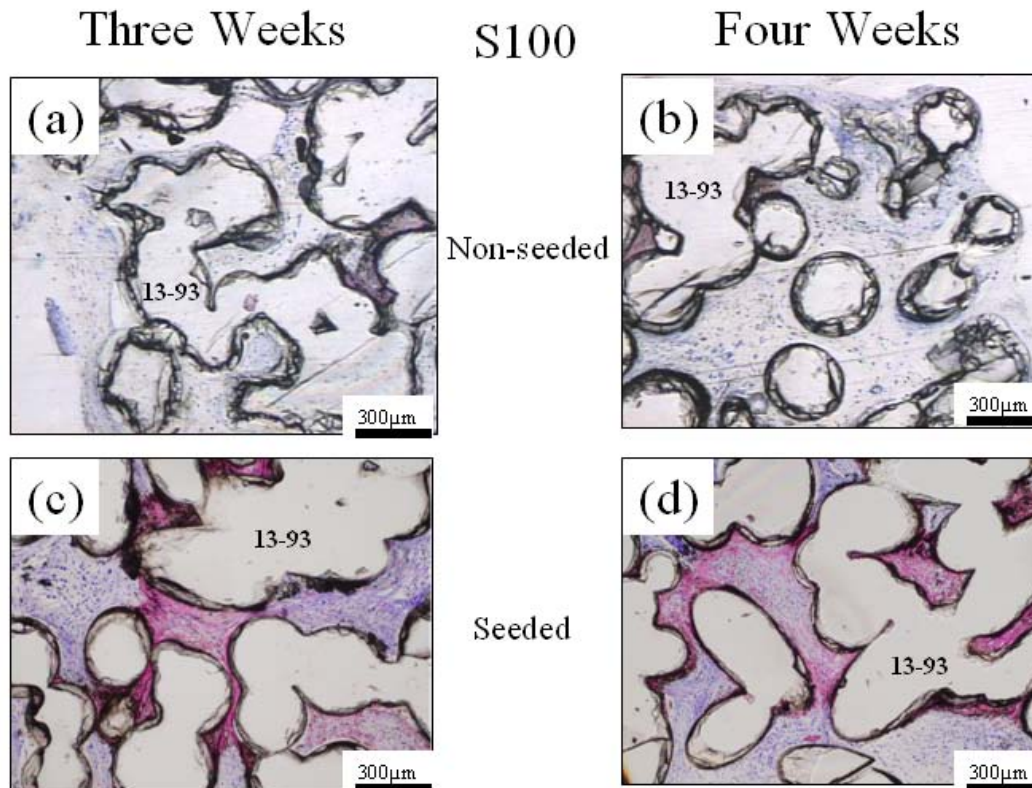 Three Weeks
S100
Four Weeks
(a)
13-93
300µm
(b)
13-93
300µm
Non-seeded
(c)
13-93
300µm
(d)
13-93
300µm
Seeded